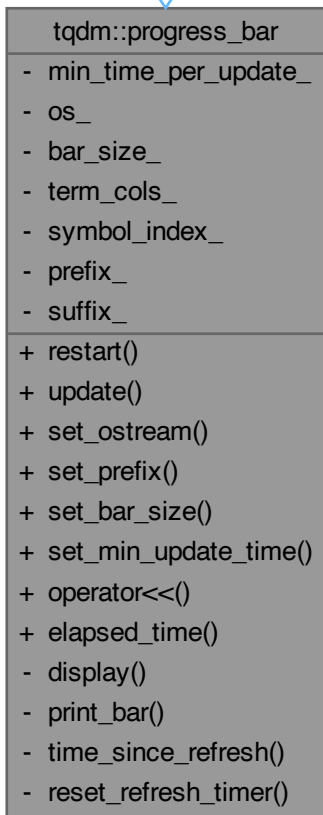 tqdm::progress_bar
- min_time_per_update_
- os_
- bar_size_
- term_cols_
- symbol_index_
- prefix_
- suffix_
+ restart()
+ update()
+ set_ostream()
+ set_prefix()
+ set_bar_size()
+ set_min_update_time()
+ operator<<()
+ elapsed_time()
- display()
- print_bar()
- time_since_refresh()
- reset_refresh_timer()